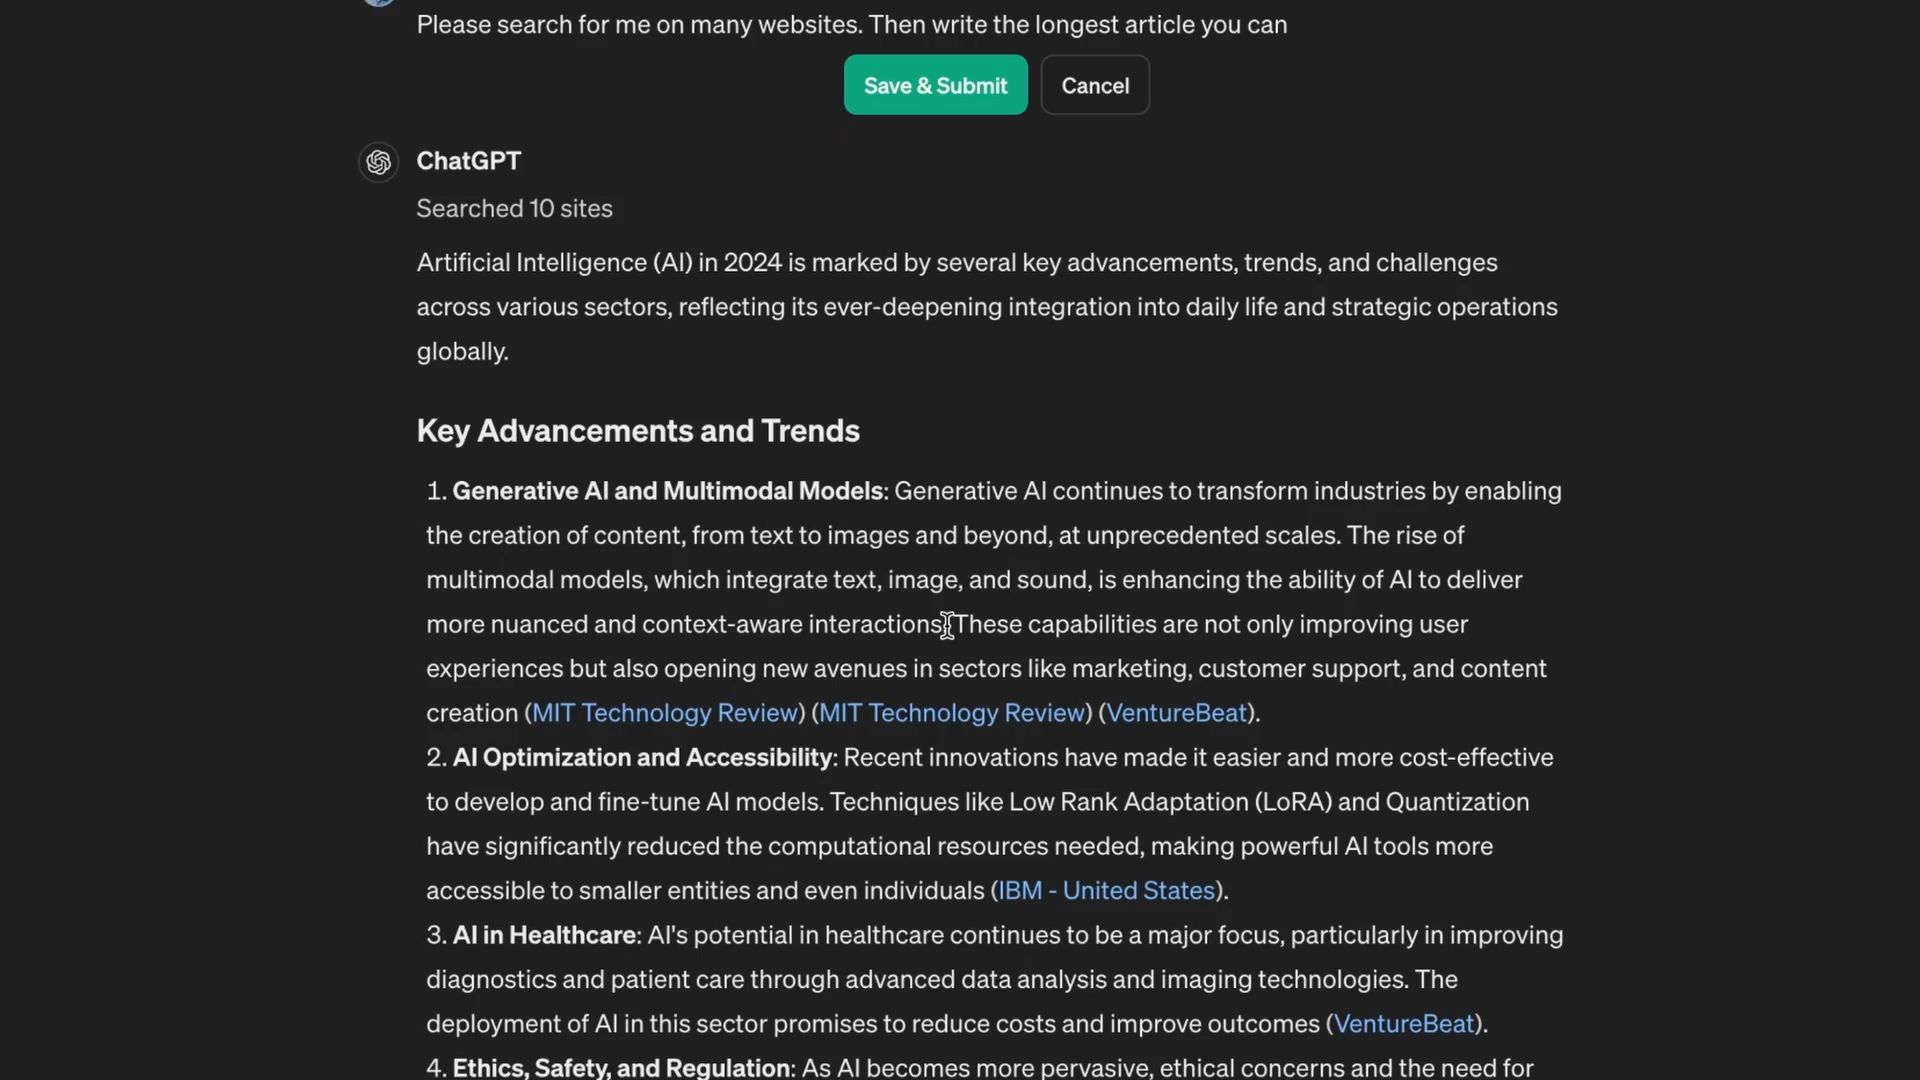 Please search for me on many websites. Then write the longest article you can
Save & Submit
Cancel
ChatGPT
Searched 10 sites
Artificial Intelligence (AI) in 2024 is marked by several key advancements, trends, and challenges
across various sectors, reflecting its ever-deepening integration into daily life and strategic operations
globally.
Key Advancements and Trends
1. Generative AI and Multimodal Models: Generative AI continues to transform industries by enabling
the creation of content, from text to images and beyond, at unprecedented scales. The rise of
multimodal models, which integrate text, image, and sound, is enhancing the ability of AI to deliver
more nuanced and context-aware interactions. These capabilities are not only improving user
experiences but also opening new avenues in sectors like marketing, customer support, and content
creation (MIT Technology Review) (MIT Technology Review) (VentureBeat).
2. AI Optimization and Accessibility: Recent innovations have made it easier and more cost-effective
to develop and fine-tune AI models. Techniques like Low Rank Adaptation (LoRA) and Quantization
have significantly reduced the computational resources needed, making powerful AI tools more
accessible to smaller entities and even individuals (IBM - United States).
3. AI in Healthcare: AI's potential in healthcare continues to be a major focus, particularly in improving
diagnostics and patient care through advanced data analysis and imaging technologies. The
deployment of AI in this sector promises to reduce costs and improve outcomes (VentureBeat).
4. Ethics, Safety, and Regulation: As AI becomes more pervasive, ethical concerns and the need for